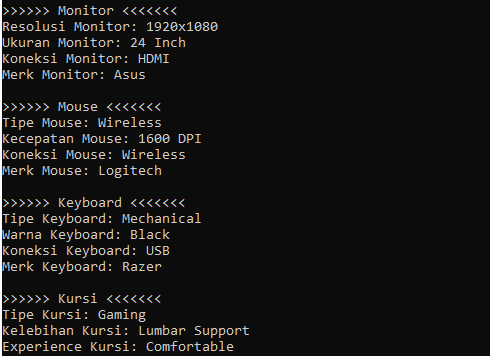 >>>>>> Monitor <<<<<<<
Resolusi Monitor: 1920x1080
Ukuran Monitor: 24 Inch
Koneksi Monitor: HDMI
Merk Monitor: Asus
>>>>>> Mouse <<<<<<<
Tipe Mouse: Wireless
Kecepatan Mouse: 1600 DPI
Koneksi Mouse: Wireless
Merk Mouse: Logitech
>>>>>> Keyboard <<<<<<<
Tipe Keyboard: Mechanical
Warna Keyboard: Black
Koneksi Keyboard: USB
Merk Keyboard: Razer
>>>>>> Kursi <<<<<<<
Tipe Kursi: Gaming
Kelebihan Kursi: Lumbar Support
Experience Kursi: Comfortable